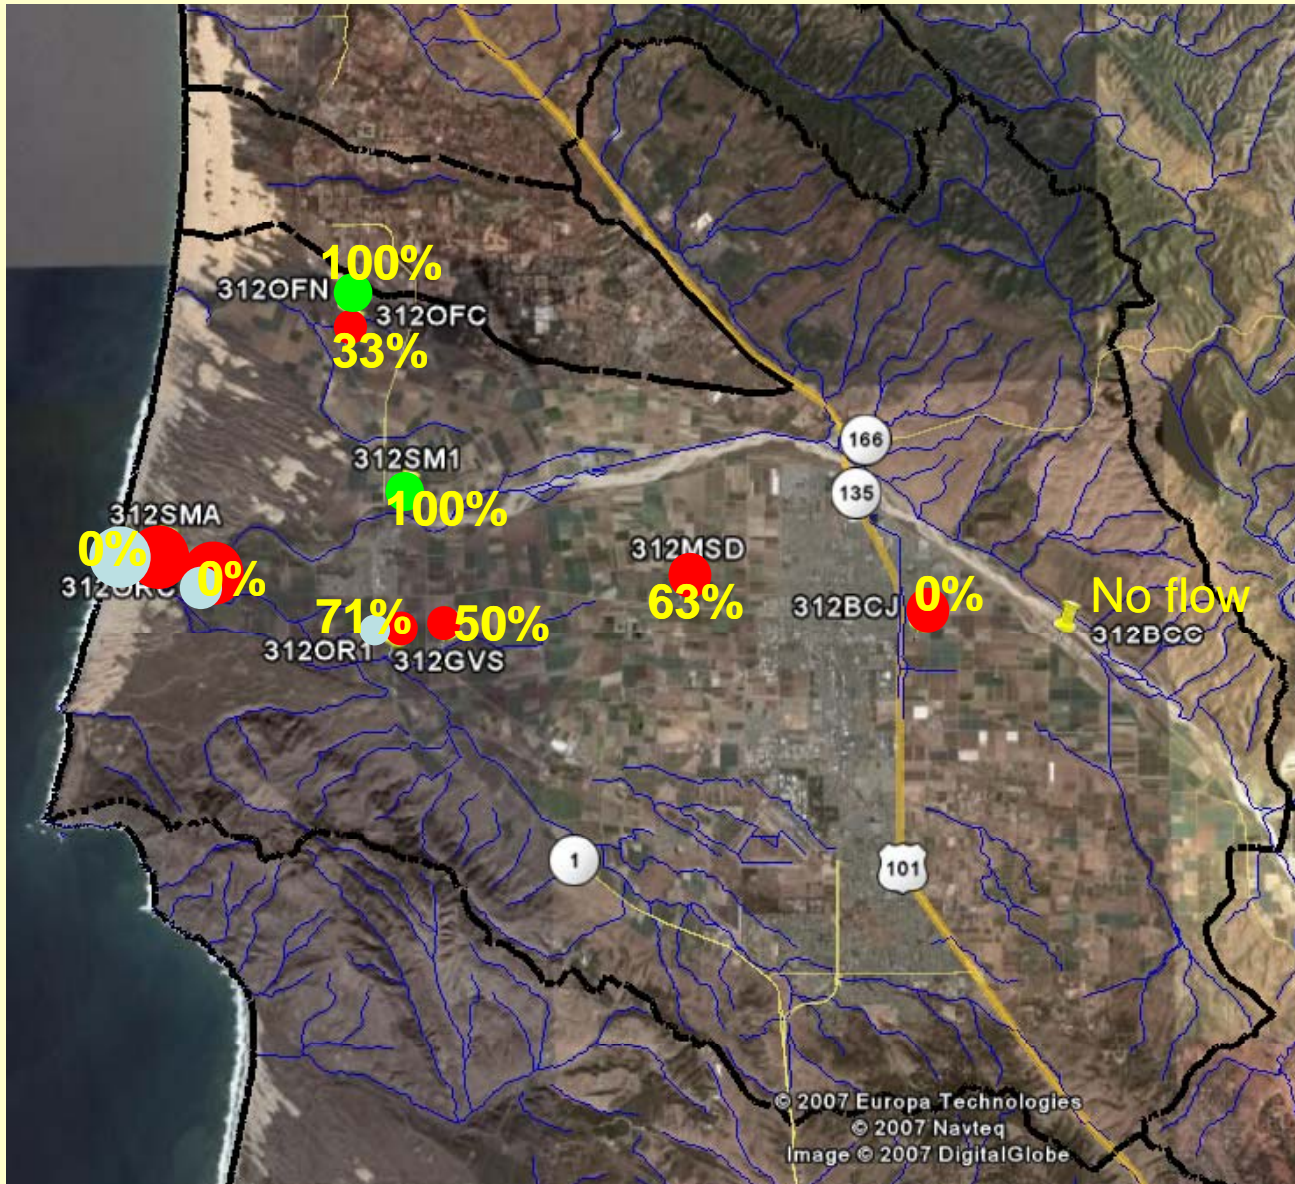 100%
312OFN
312OFC
33%
166
312SM1
135
100%
312SMA
0%
312MSD
0%
312ORC
63%
312BCJ
0%
No flow
312BCC
71%
50%
312OR1
312GVS
1
101
© 2007 Europa Technologies
© 2007 Navteq
Image © 2007 DigitalGlobe